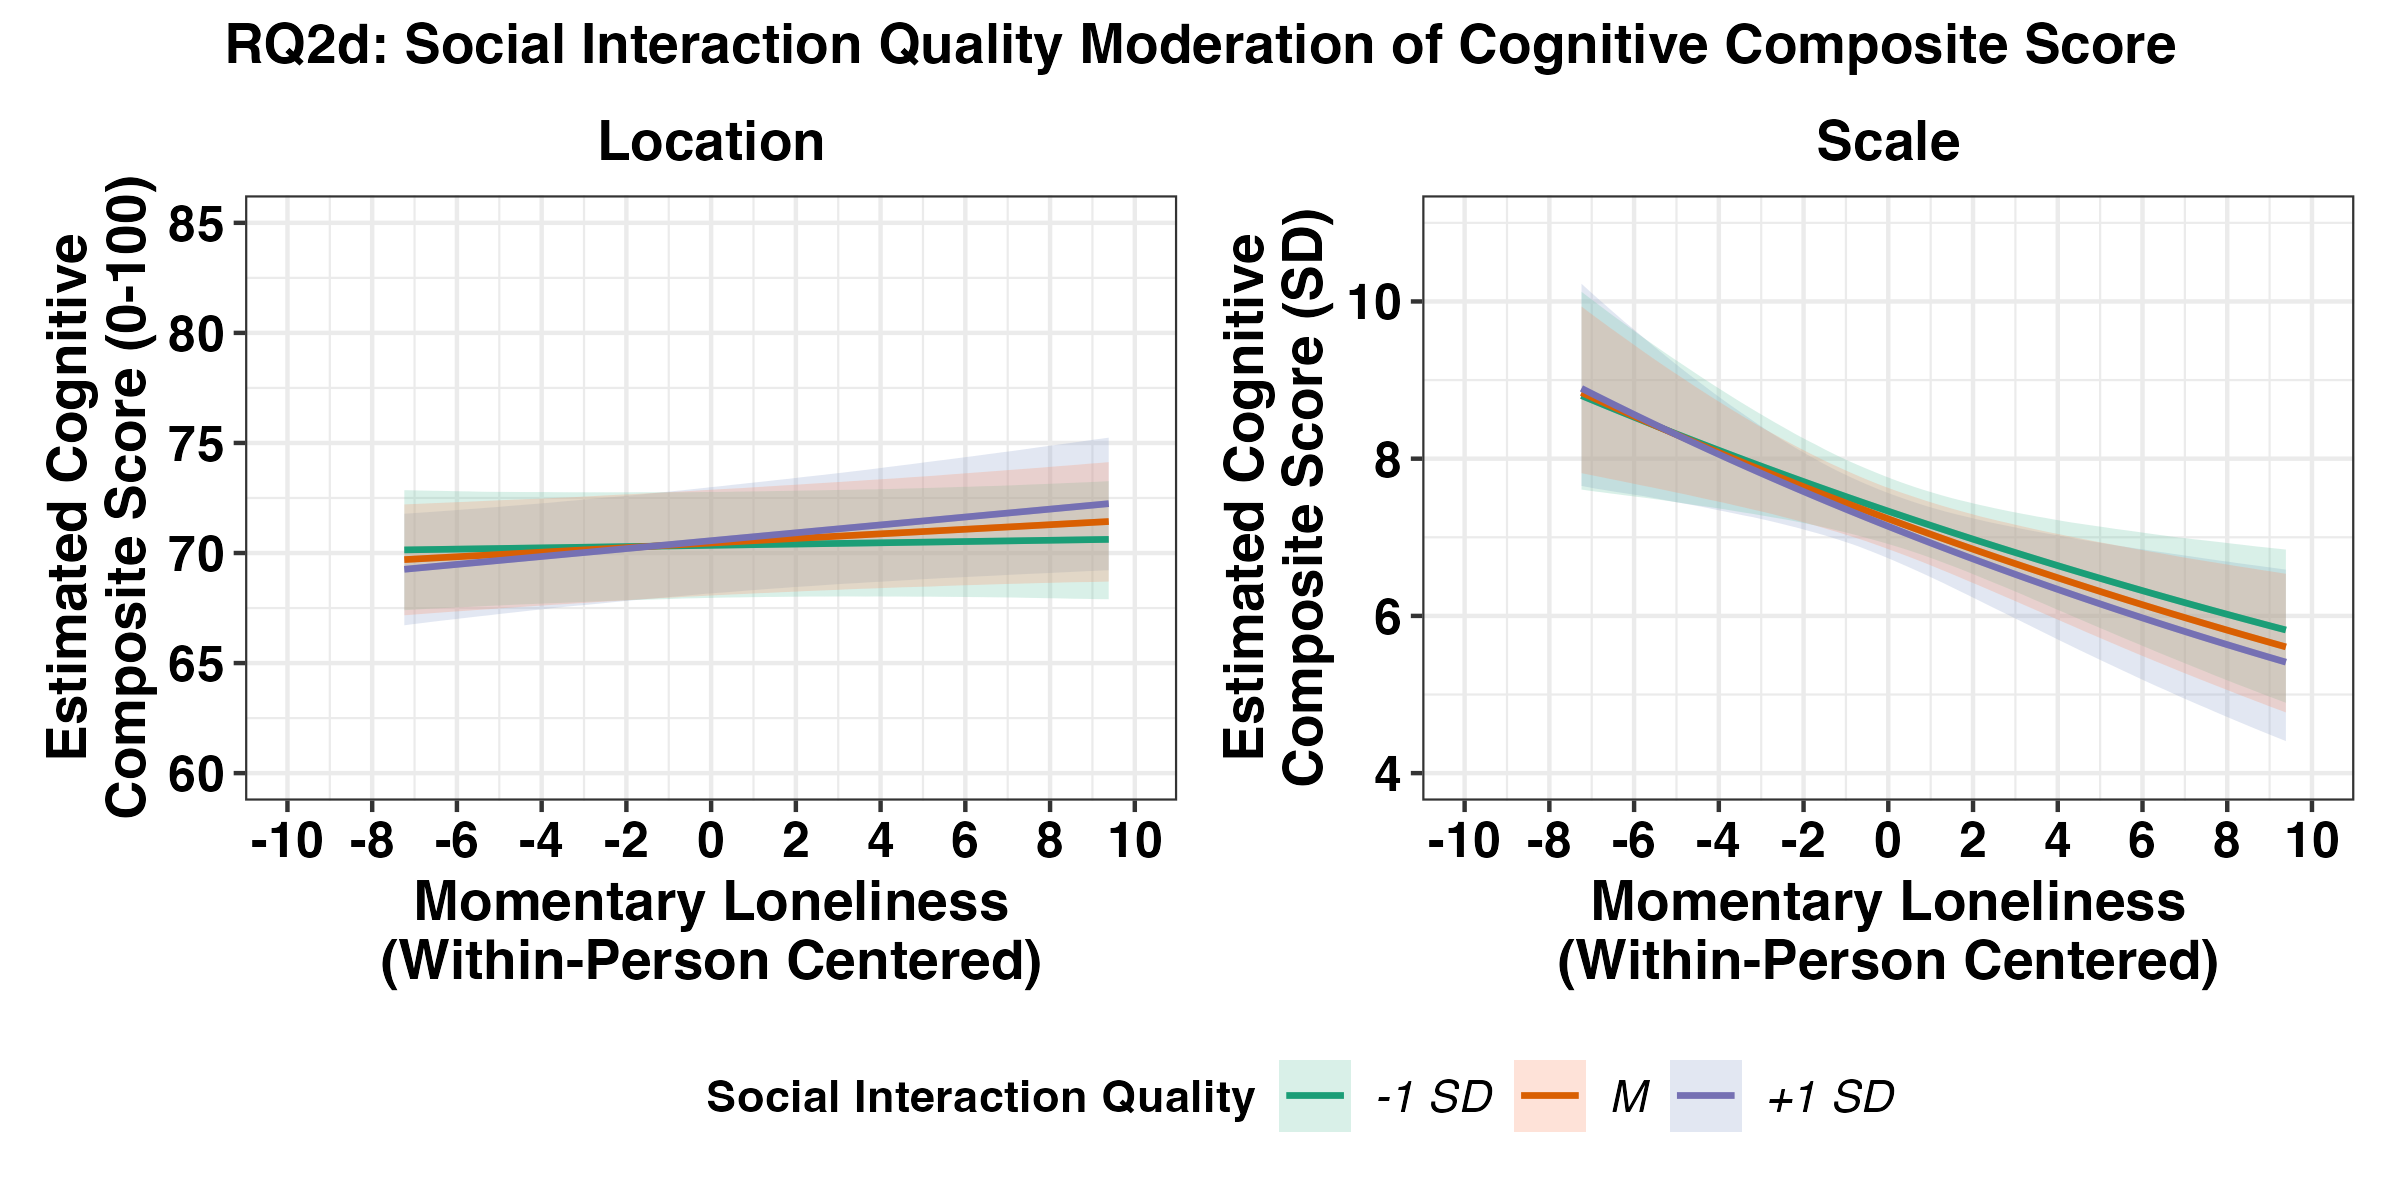 RQ2d: Social Interaction Quality Moderation of Cognitive Composite Score
Location
Estimated Cognitive
Composite Score (0-100)
85
80
75
70
65
60
-10 -8 -6 -4 -2 0 2 4 6 8 10
Momentary Loneliness
(Within-Person Centered)
Scale
Estimated Cognitive
Composite Score (SD)
10
8
6
4
-10 -8 -6 -4 -2 0 2 4 6 8 10
Momentary Loneliness
(Within-Person Centered)
Social Interaction Quality -1 SD M +1 SD